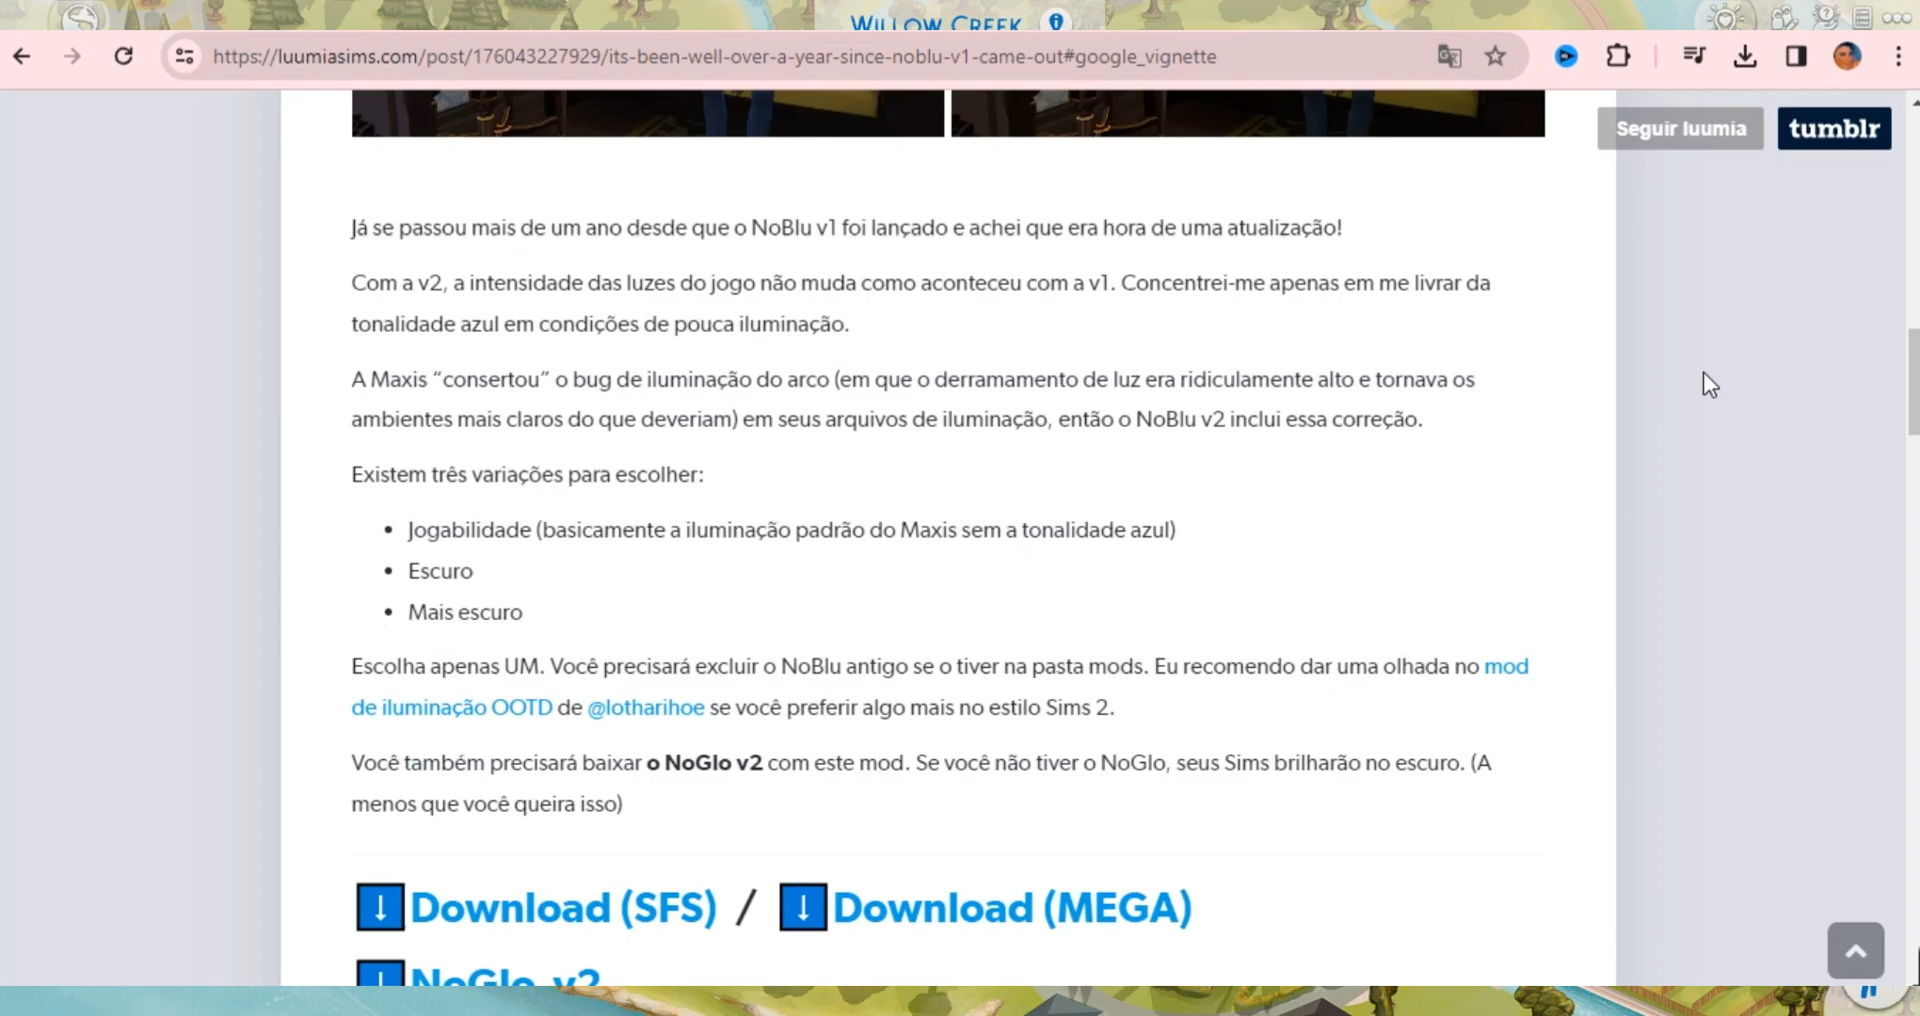 WILLOW CREEK
https://luumiasims.com/post/176043227929/its-been-well-over-a-year-since-noblu-v1-came-out#google_vignette
Seguir luumia
tumblr
Já se passou mais de um ano desde que o NoBlu v1 foi lançado e achei que era hora de uma atualização!
Com a v2, a intensidade das luzes do jogo não muda como aconteceu com a v1. Concentrei-me apenas em me livrar da
tonalidade azul em condições de pouca iluminação.
A Maxis “consertou” o bug de iluminação do arco (em que o derramamento de luz era ridiculamente alto e tornava os
ambientes mais claros do que deveriam) em seus arquivos de iluminação, então o NoBlu v2 inclui essa correção.
Existem três variações para escolher:
• Jogabilidade (basicamente a iluminação padrão do Maxis sem a tonalidade azul)
• Escuro
• Mais escuro
Escolha apenas UM. Você precisará excluir o NoBlu antigo se o tiver na pasta mods. Eu recomendo dar uma olhada no mod
de iluminação OOTD de @lotharihoe se você preferir algo mais no estilo Sims 2.
Você também precisará baixar o NoGlo v2 com este mod. Se você não tiver o NoGlo, seus Sims brilharão no escuro. (A
menos que você queira isso)
Download (SFS) / Download (MEGA)
NoGlo v2